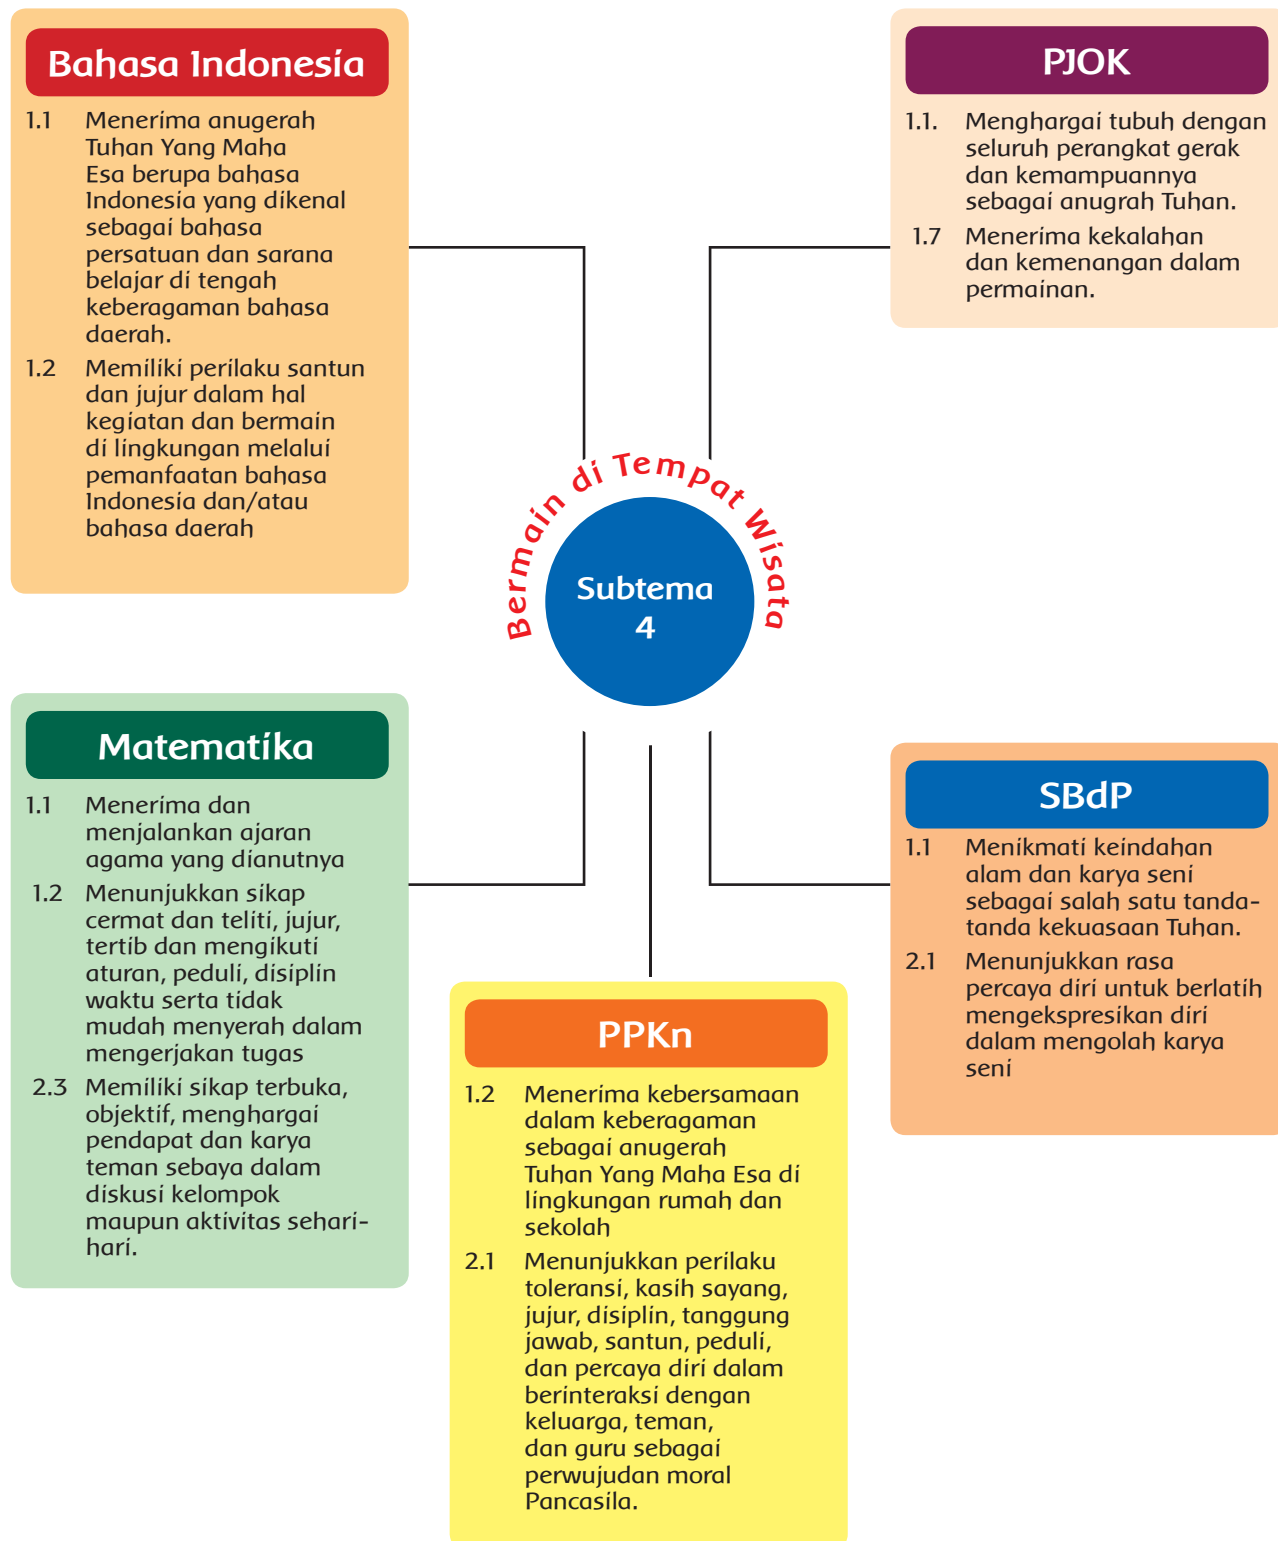 Bahasa Indonesia
1.1 Menerima anugerah
Tuhan Yang Maha
Esa berupa bahasa
Indonesia yang dikenal
sebagai bahasa
persatuan dan sarana
belajar di tengah
keberagaman bahasa
daerah.
1.2 Memiliki perilaku santun
dan jujur dalam hal
kegiatan dan bermain
di lingkungan melalui
pemanfaatan bahasa
Indonesia dan/atau
bahasa daerah
PJOK
1.1. Menghargai tubuh dengan
seluruh perangkat gerak
dan kemampuannya
sebagai anugrah Tuhan.
1.7 Menerima kekalahan
dan kemenangan dalam
permainan.
Bermain di Tempat Wisata
Subtema
4
Matematika
1.1 Menerima dan
menjalankan ajaran
agama yang dianutnya
1.2 Menunjukkan sikap
cermat dan teliti, jujur,
tertib dan mengikuti
aturan, peduli, disiplin
waktu serta tidak
mudah menyerah dalam
mengerjakan tugas
2.3 Memiliki sikap terbuka,
objektif, menghargai
pendapat dan karya
teman sebaya dalam
diskusi kelompok
maupun aktivitas sehari-
hari.
SBdP
1.1 Menikmati keindahan
alam dan karya seni
sebagai salah satu tanda-
tanda kekuasaan Tuhan.
2.1 Menunjukkan rasa
percaya diri untuk berlatih
mengekspresikan diri
dalam mengolah karya
seni
PPKn
1.2 Menerima kebersamaan
dalam keberagaman
sebagai anugerah
Tuhan Yang Maha Esa di
lingkungan rumah dan
sekolah
2.1 Menunjukkan perilaku
toleransi, kasih sayang,
jujur, disiplin, tanggung
jawab, santun, peduli,
dan percaya diri dalam
berinteraksi dengan
keluarga, teman,
dan guru sebagai
perwujudan moral
Pancasila.